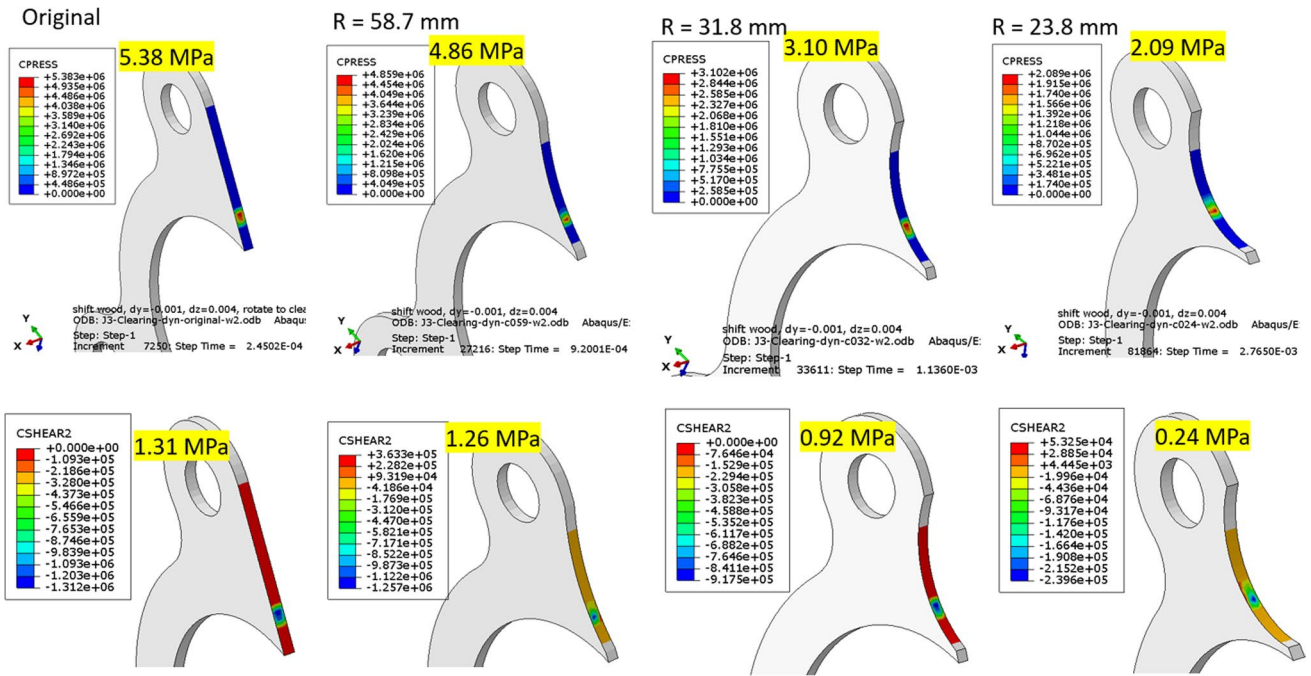 Original
5.38 MPa
CPRESS
+5.383e+06
+4.935e+06
+4.486e+06
+4.038e+06
+3.589e+06
+3.140e+06
+2.692e+06
+2.243e+06
+1.794e+06
+1.346e+06
+8.972e+05
+4.486e+05
+0.000e+00
Y
X
shift wood, dy=-0.001, dz=0.004, rotate to clea
ODB: J3-Clearing-dyn-original-w2.odb Abaqus
Step: Step-1
Increment 7250: Step Time = 2.4502E-04
R = 58.7 mm
4.86 MPa
CPRESS
+4.859e+06
+4.454e+06
+4.049e+06
+3.644e+06
+3.239e+06
+2.834e+06
+2.429e+06
+2.024e+06
+1.620e+06
+1.215e+06
+8.098e+05
+4.049e+05
+0.000e+00
Y
X
shift wood, dy=-0.001, dz=0.004
ODB: J3-Clearing-dyn-c059-w2.odb Abaqus/E:
Step: Step-1
Increment 27216: Step Time = 9.2001E-04
R = 31.8 mm
3.10 MPa
CPRESS
+3.102e+06
+2.844e+06
+2.585e+06
+2.327e+06
+2.068e+06
+1.810e+06
+1.551e+06
+1.293e+06
+1.034e+06
+7.755e+05
+5.170e+05
+2.585e+05
+0.000e+00
Y
X
shift wood, dy=-0.001, dz=0.004
ODB: J3-Clearing-dyn-c032-w2.odb Abaqus/E:
Step: Step-1
Increment 33611: Step Time = 1.1360E-03
R = 23.8 mm
2.09 MPa
CPRESS
+2.089e+06
+1.915e+06
+1.740e+06
+1.566e+06
+1.392e+06
+1.218e+06
+1.044e+06
+8.702e+05
+6.962e+05
+5.221e+05
+3.481e+05
+1.740e+05
+0.000e+00
Y
X
shift wood, dy=-0.001, dz=0.004
ODB: J3-Clearing-dyn-c024-w2.odb Abaqus/E
Step: Step-1
Increment 81864: Step Time = 2.7650E-03
1.31 MPa
CSHEAR2
+0.000e+00
-1.093e+05
-2.186e+05
-3.280e+05
-4.373e+05
-5.466e+05
-6.559e+05
-7.653e+05
-8.746e+05
-9.839e+05
-1.093e+06
-1.203e+06
-1.312e+06
1.26 MPa
CSHEAR2
+3.633e+05
+2.282e+05
+9.319e+04
-4.186e+04
-1.769e+05
-3.120e+05
-4.470e+05
-5.821e+05
-7.171e+05
-8.522e+05
-9.873e+05
-1.122e+06
-1.257e+06
0.92 MPa
CSHEAR2
+0.000e+00
-7.646e+04
-1.529e+05
-2.294e+05
-3.058e+05
-3.823e+05
-4.588e+05
-5.352e+05
-6.117e+05
-6.882e+05
-7.646e+05
-8.411e+05
-9.175e+05
0.24 MPa
CSHEAR2
+5.325e+04
+2.885e+04
+4.445e+03
-1.996e+04
-4.436e+04
-6.876e+04
-9.317e+04
-1.176e+05
-1.420e+05
-1.664e+05
-1.908e+05
-2.152e+05
-2.396e+05